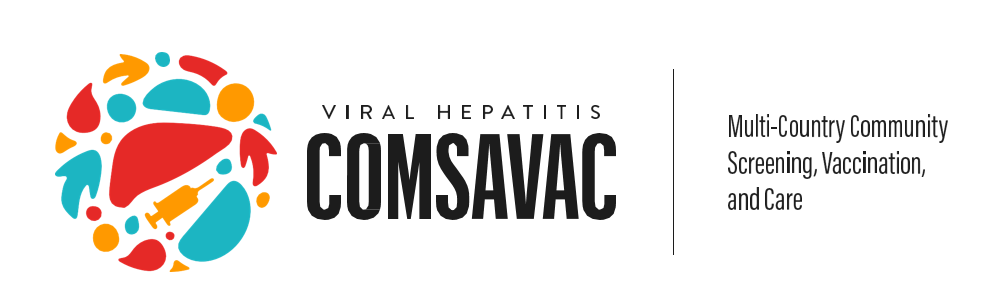 VIRAL HEPATITIS
COMSAVAC
Multi-Country Community
Screening, Vaccination,
and Care